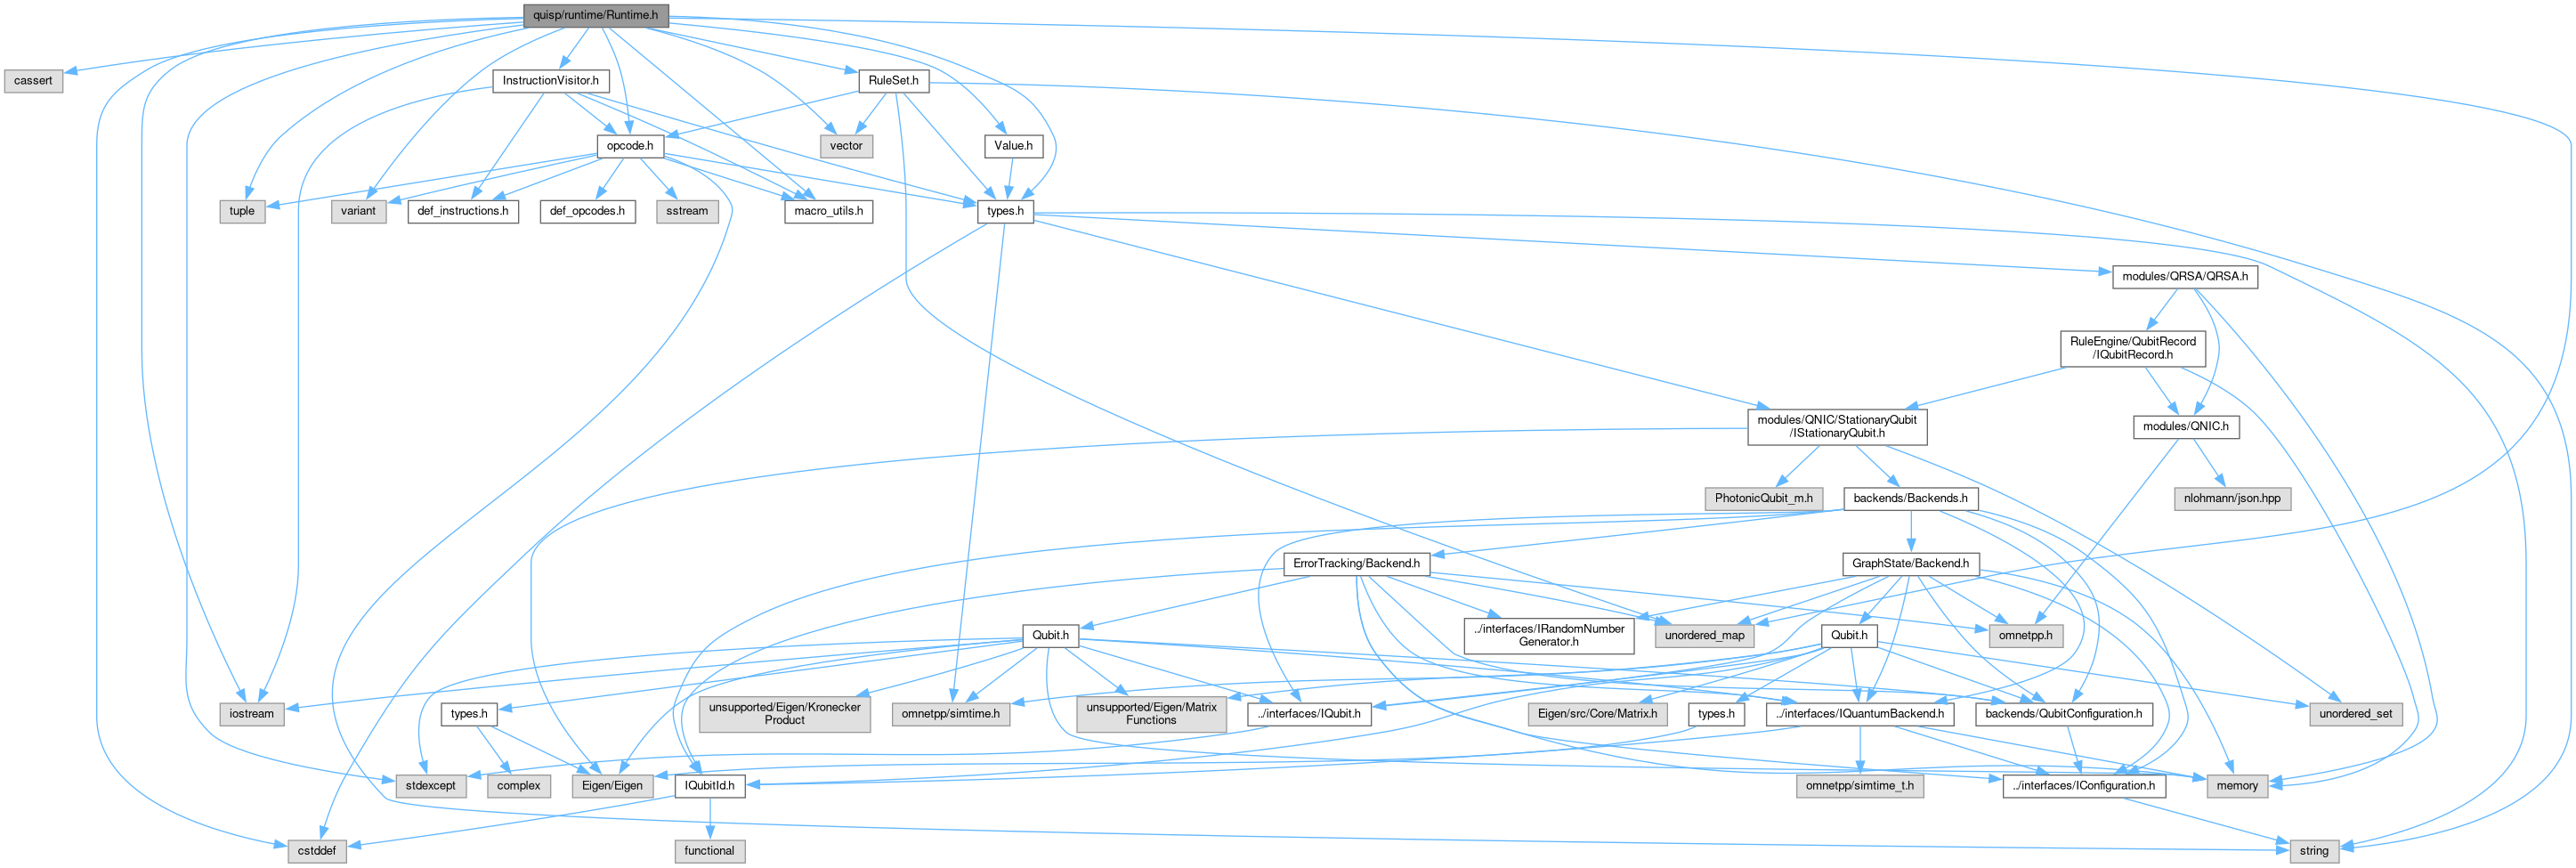 quisp/runtime/Runtime.h
cassert
InstructionVisitor.h
RuleSet.h
opcode.h
vector
Value.h
tuple
variant
def_instructions.h
def_opcodes.h
sstream
macro_utils.h
types.h
modules/QRSA/QRSA.h
RuleEngine/QubitRecord
/IQubitRecord.h
modules/QNIC/StationaryQubit
/IStationaryQubit.h
modules/QNIC.h
PhotonicQubit_m.h
backends/Backends.h
nlohmann/json.hpp
ErrorTracking/Backend.h
GraphState/Backend.h
Qubit.h
../interfaces/IRandomNumber
Generator.h
unordered_map
Qubit.h
omnetpp.h
iostream
types.h
unsupported/Eigen/Kronecker
Product
omnetpp/simtime.h
unsupported/Eigen/Matrix
Functions
../interfaces/IQubit.h
Eigen/src/Core/Matrix.h
types.h
../interfaces/IQuantumBackend.h
backends/QubitConfiguration.h
unordered_set
stdexcept
complex
Eigen/Eigen
IQubitId.h
omnetpp/simtime_t.h
../interfaces/IConfiguration.h
memory
cstddef
functional
string